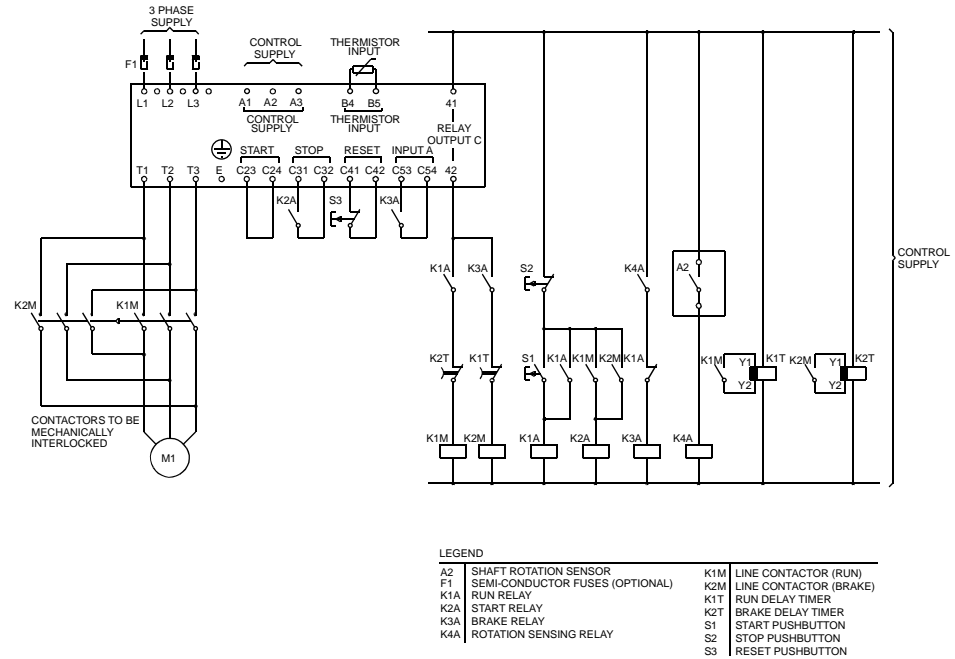 3 PHASE
SUPPLY
F1
CONTROL
SUPPLY
THERMISTOR
INPUT
L1 L2 L3
A1 A2 A3
B4 B5
41
CONTROL
SUPPLY
THERMISTOR
INPUT
RELAY
OUTPUT C
START STOP RESET INPUT A
T1 T2 T3 E C23 C24 C31 C32 C41 C42 C53 C54 42
K2A S3 K3A
CONTROL
SUPPLY
K1A K3A S2 K4A A2
K2M K1M
K2T K1T S1 K1A K1M K2M K1A
K1M Y1 K1T K2M Y1 K2T
Y2 Y2
CONTACTORS TO BE
MECHANICALLY
INTERLOCKED
M1
K1M K2M K1A K2A K3A K4A
LEGEND
A2 SHAFT ROTATION SENSOR
F1 SEMI-CONDUCTOR FUSES (OPTIONAL)
K1A RUN RELAY
K2A START RELAY
K3A BRAKE RELAY
K4A ROTATION SENSING RELAY
K1M LINE CONTACTOR (RUN)
K2M LINE CONTACTOR (BRAKE)
K1T RUN DELAY TIMER
K2T BRAKE DELAY TIMER
S1 START PUSHBUTTON
S2 STOP PUSHBUTTON
S3 RESET PUSHBUTTON